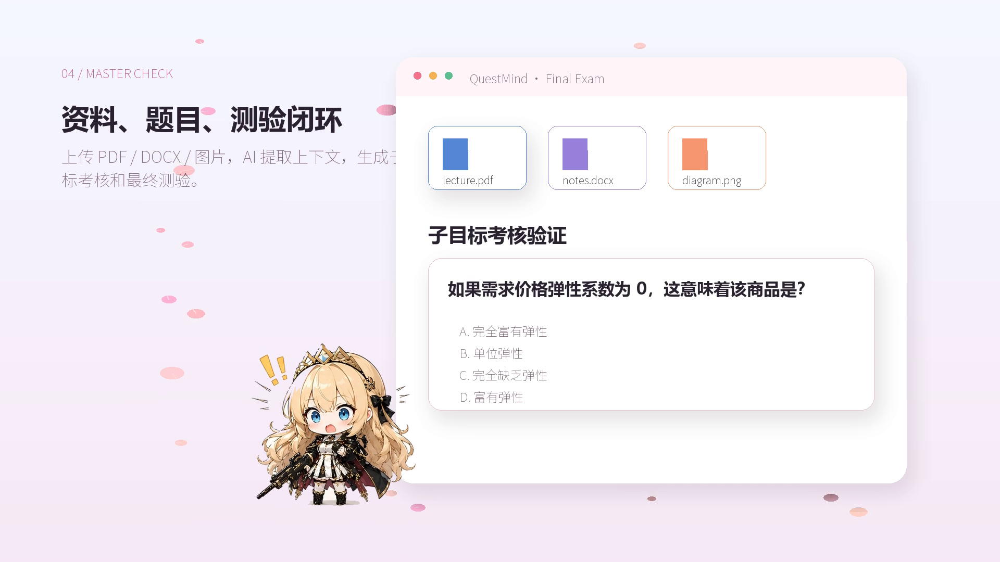 04 / MASTER CHECK
资料、题目、测验闭环
上传 PDF / DOCX / 图片，AI 提取上下文，生成子
标考核和最终测验。
QuestMind · Final Exam
lecture.pdf
notes.docx
diagram.png
子目标考核验证
如果需求价格弹性系数为 0，这意味着该商品是？
A. 完全富有弹性
B. 单位弹性
C. 完全缺乏弹性
D. 富有弹性
!!